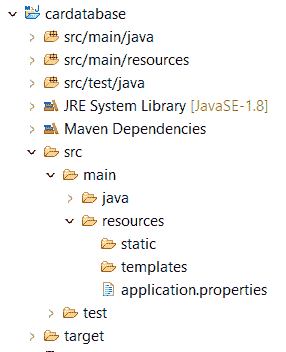 cardatabase
src/main/java
src/main/resources
src/test/java
JRE System Library [JavaSE-1.8]
Maven Dependencies
src
main
java
resources
static
templates
application.properties
test
target